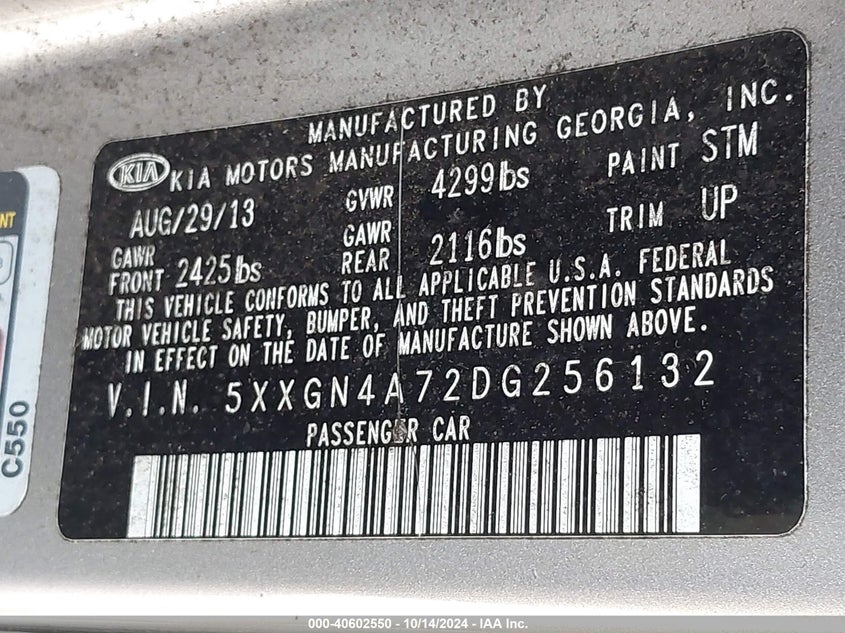 MANUFACTURED BY
KIA KIA MOTORS MANUFACTURING GEORGIA, INC.
AUG/29/13 GVWR 4299lbs PAINT STM
GAWR FRONT 2425lbs GAWR REAR 2116lbs TRIM UP
THIS VEHICLE CONFORMS TO ALL APPLICABLE U.S.A. FEDERAL
MOTOR VEHICLE SAFETY, BUMPER, AND THEFT PREVENTION STANDARDS
IN EFFECT ON THE DATE OF MANUFACTURE SHOWN ABOVE.
V.I.N. 5XXGN4A72DG256132
PASSENGER CAR
C550
000-40602550 - 10/14/2024 - IAA Inc.